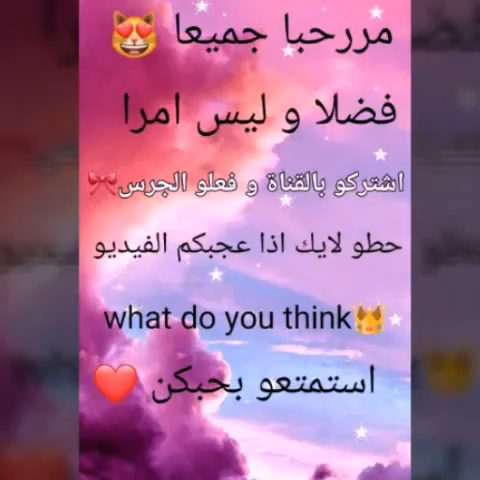 مررحبا جميعا 😻
فضلا و ليس امرا
اشتركو بالقناة و فعلو الجرس🎀
حطو لايك اذا عجبكم الفيديو
what do you think👑
استمتعو بحبكن ❤️